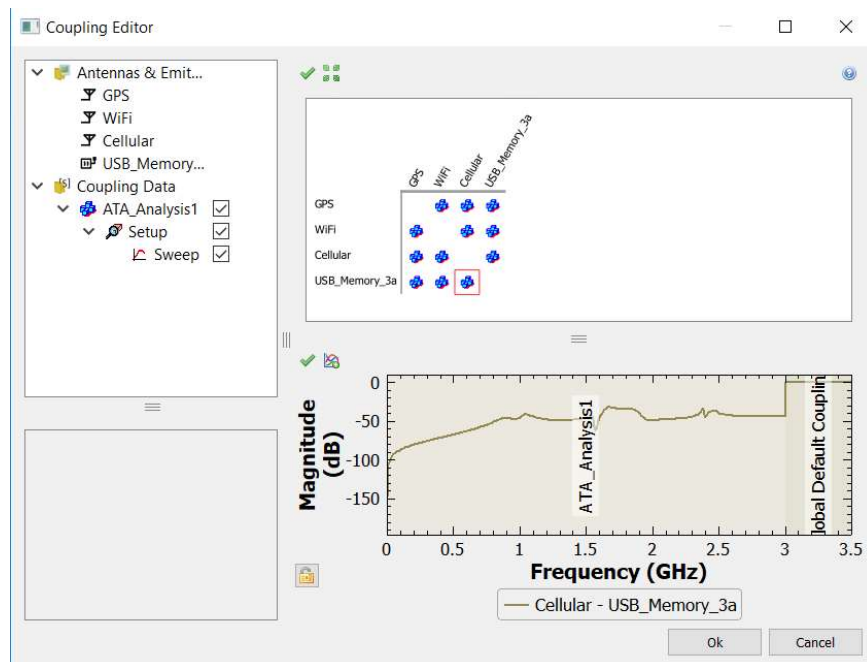 Coupling Editor
Antennas & Emit...
GPS
WiFi
Cellular
USB_Memory...
Coupling Data
ATA_Analysis1
Setup
Sweep
GPS WiFi Cellular USB_Memory_3a
GPS
WiFi
Cellular
USB_Memory_3a
0
-50
-100
-150
Magnitude
(dB)
ATA_Analysis1
Jobal Default Couplin
0 0.5 1 1.5 2 2.5 3 3.5
Frequency (GHz)
Cellular - USB_Memory_3a
Ok Cancel